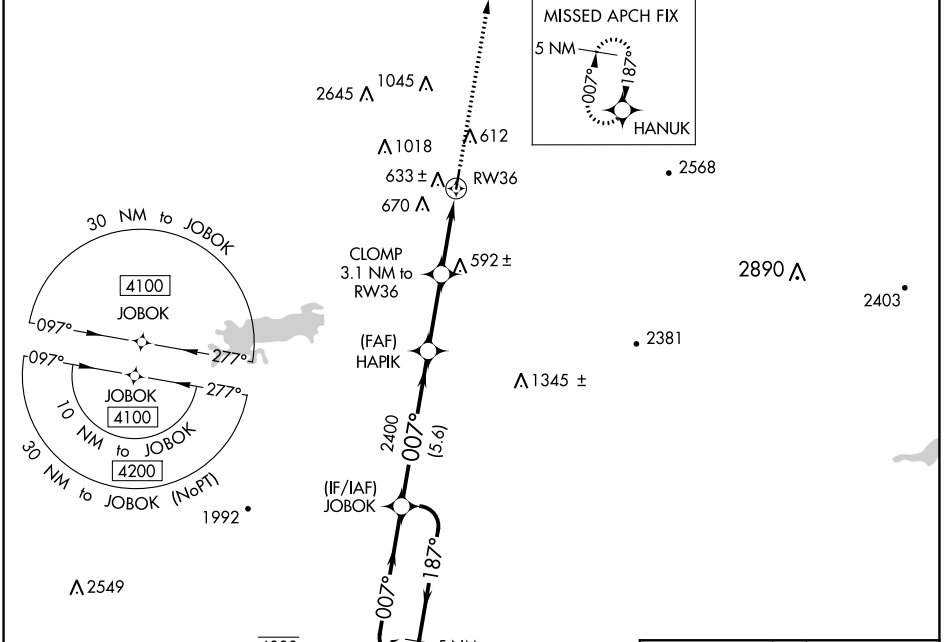 MISSED APCH FIX
5 NM
007°
187°
HANUK
2645
1045
1018
612
633 ±
RW36
670
2568
CLOMP
3.1 NM to
RW36
592 ±
2890
2403
30 NM to JOBOK
4100
JOBOK
097°
277°
097°
277°
JOBOK
4100
10 NM to JOBOK
4200
30 NM to JOBOK (NoPT)
(FAF)
HAPIK
2381
1345 ±
2400
007°
(5.6)
(IF/IAF)
JOBOK
1992
187°
007°
2549